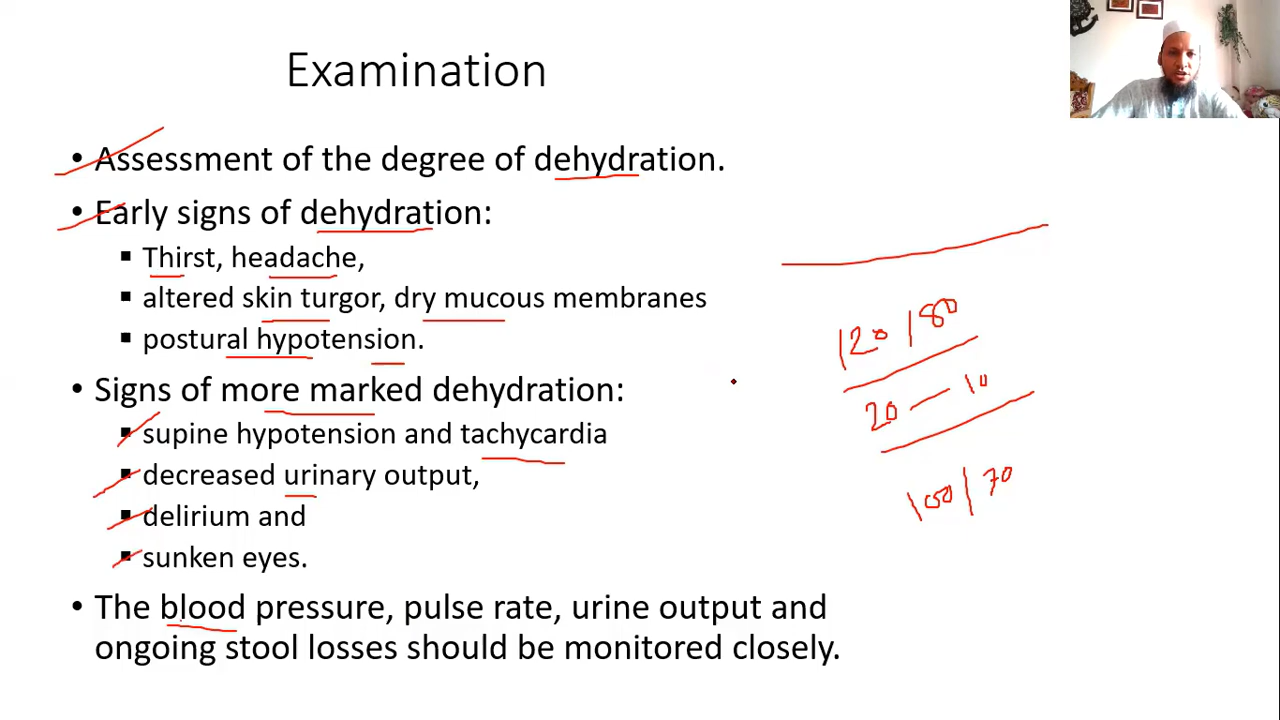 Examination
• Assessment of the degree of dehydration.
• Early signs of dehydration:
▪ Thirst, headache,
▪ altered skin turgor, dry mucous membranes
▪ postural hypotension.
• Signs of more marked dehydration:
▪ supine hypotension and tachycardia
▪ decreased urinary output,
▪ delirium and
▪ sunken eyes.
• The blood pressure, pulse rate, urine output and
ongoing stool losses should be monitored closely.
120/80
20 — 10
100/70